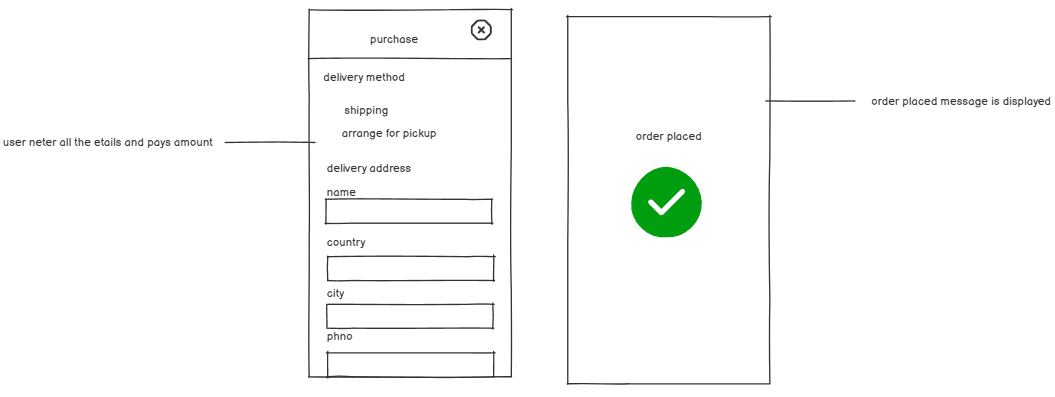 purchase
delivery method
shipping
arrange for pickup
user neter all the etails and pays amount
delivery address
name
country
city
phno
order placed
order placed message is displayed